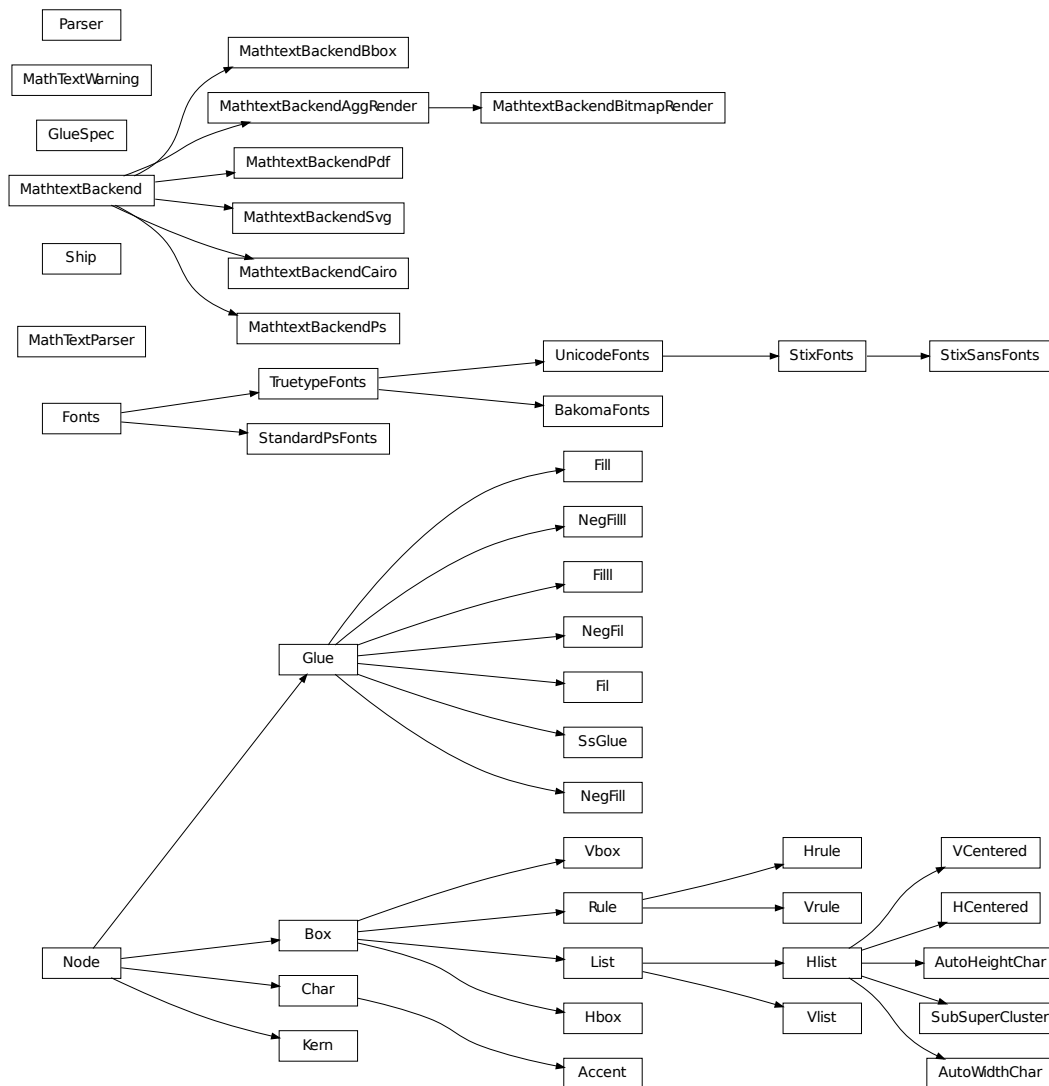 Parser
MathTextWarning
MathtextBackendBbox
MathtextBackendAggRender
MathtextBackendBitmapRender
GlueSpec
MathtextBackendPdf
MathtextBackend
MathtextBackendSvg
Ship
MathtextBackendCairo
MathtextBackendPs
MathTextParser
UnicodeFonts
StixFonts
StixSansFonts
TruetypeFonts
Fonts
BakomaFonts
StandardPsFonts
Fill
NegFilll
Filll
NegFil
Glue
Fil
SsGlue
NegFill
Vbox
Hrule
VCentered
Rule
Vrule
HCentered
Box
Node
List
Hlist
AutoHeightChar
Char
Hbox
Vlist
SubSuperCluster
Kern
Accent
AutoWidthChar